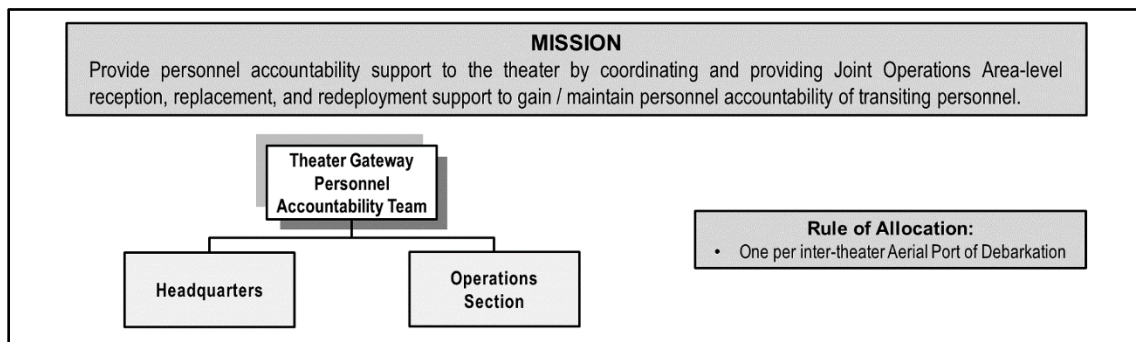 MISSION
Provide personnel accountability support to the theater by coordinating and providing Joint Operations Area-level
reception, replacement, and redeployment support to gain / maintain personnel accountability of transiting personnel.
Theater Gateway
Personnel
Accountability Team
Rule of Allocation:
• One per inter-theater Aerial Port of Debarkation
Headquarters
Operations
Section